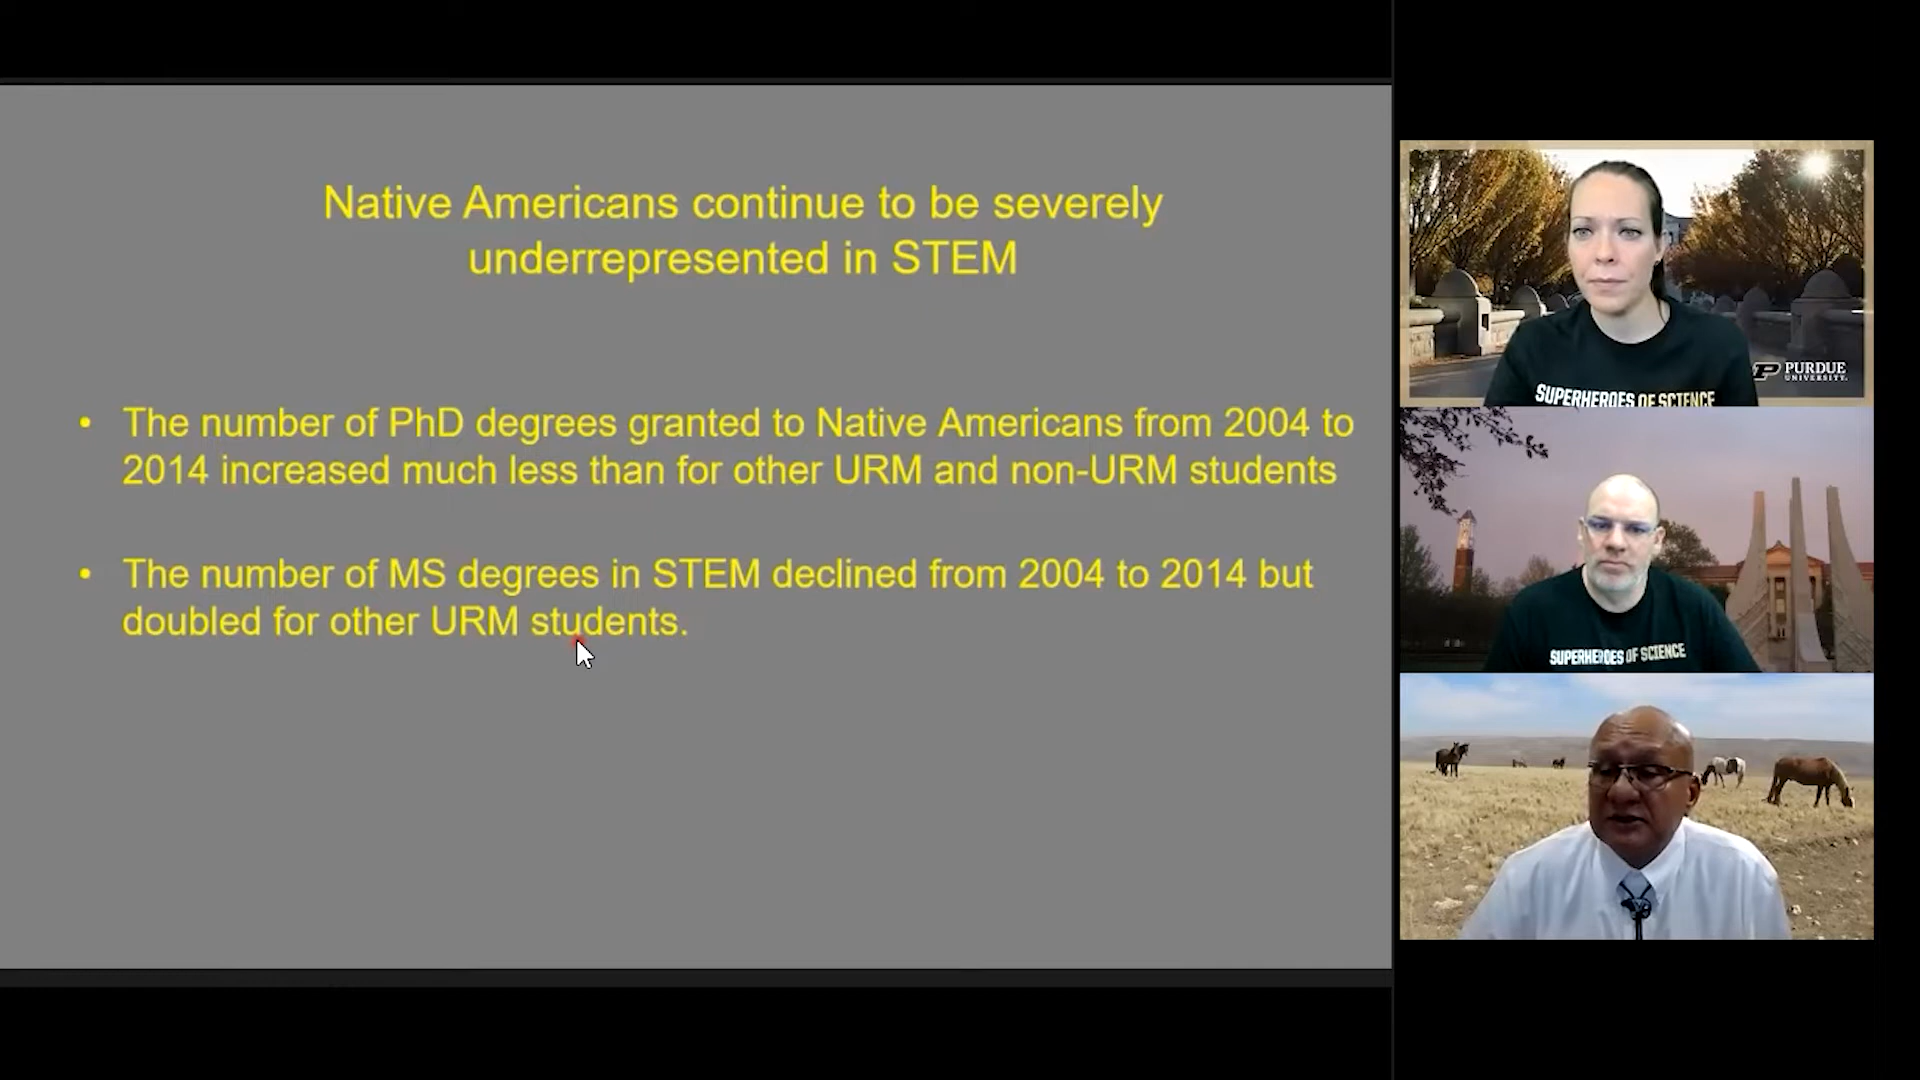 Native Americans continue to be severely
underrepresented in STEM
• The number of PhD degrees granted to Native Americans from 2004 to
2014 increased much less than for other URM and non-URM students
• The number of MS degrees in STEM declined from 2004 to 2014 but
doubled for other URM students.
P PURDUE
UNIVERSITY.
SUPERHEROES OF SCIENCE
SUPERHEROES OF SCIENCE